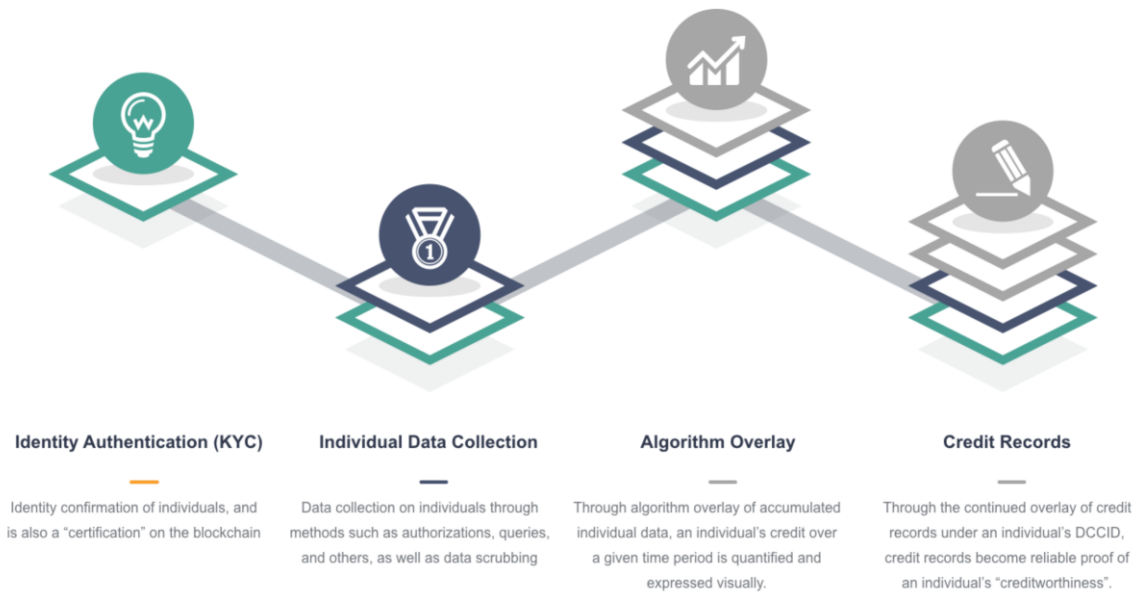 1
Identity Authentication (KYC)
Identity confirmation of individuals, and
is also a “certification” on the blockchain
Individual Data Collection
Data collection on individuals through
methods such as authorizations, queries,
and others, as well as data scrubbing
Algorithm Overlay
Through algorithm overlay of accumulated
individual data, an individual’s credit over
a given time period is quantified and
expressed visually.
Credit Records
Through the continued overlay of credit
records under an individual’s DCCID,
credit records become reliable proof of
an individual’s “creditworthiness”.